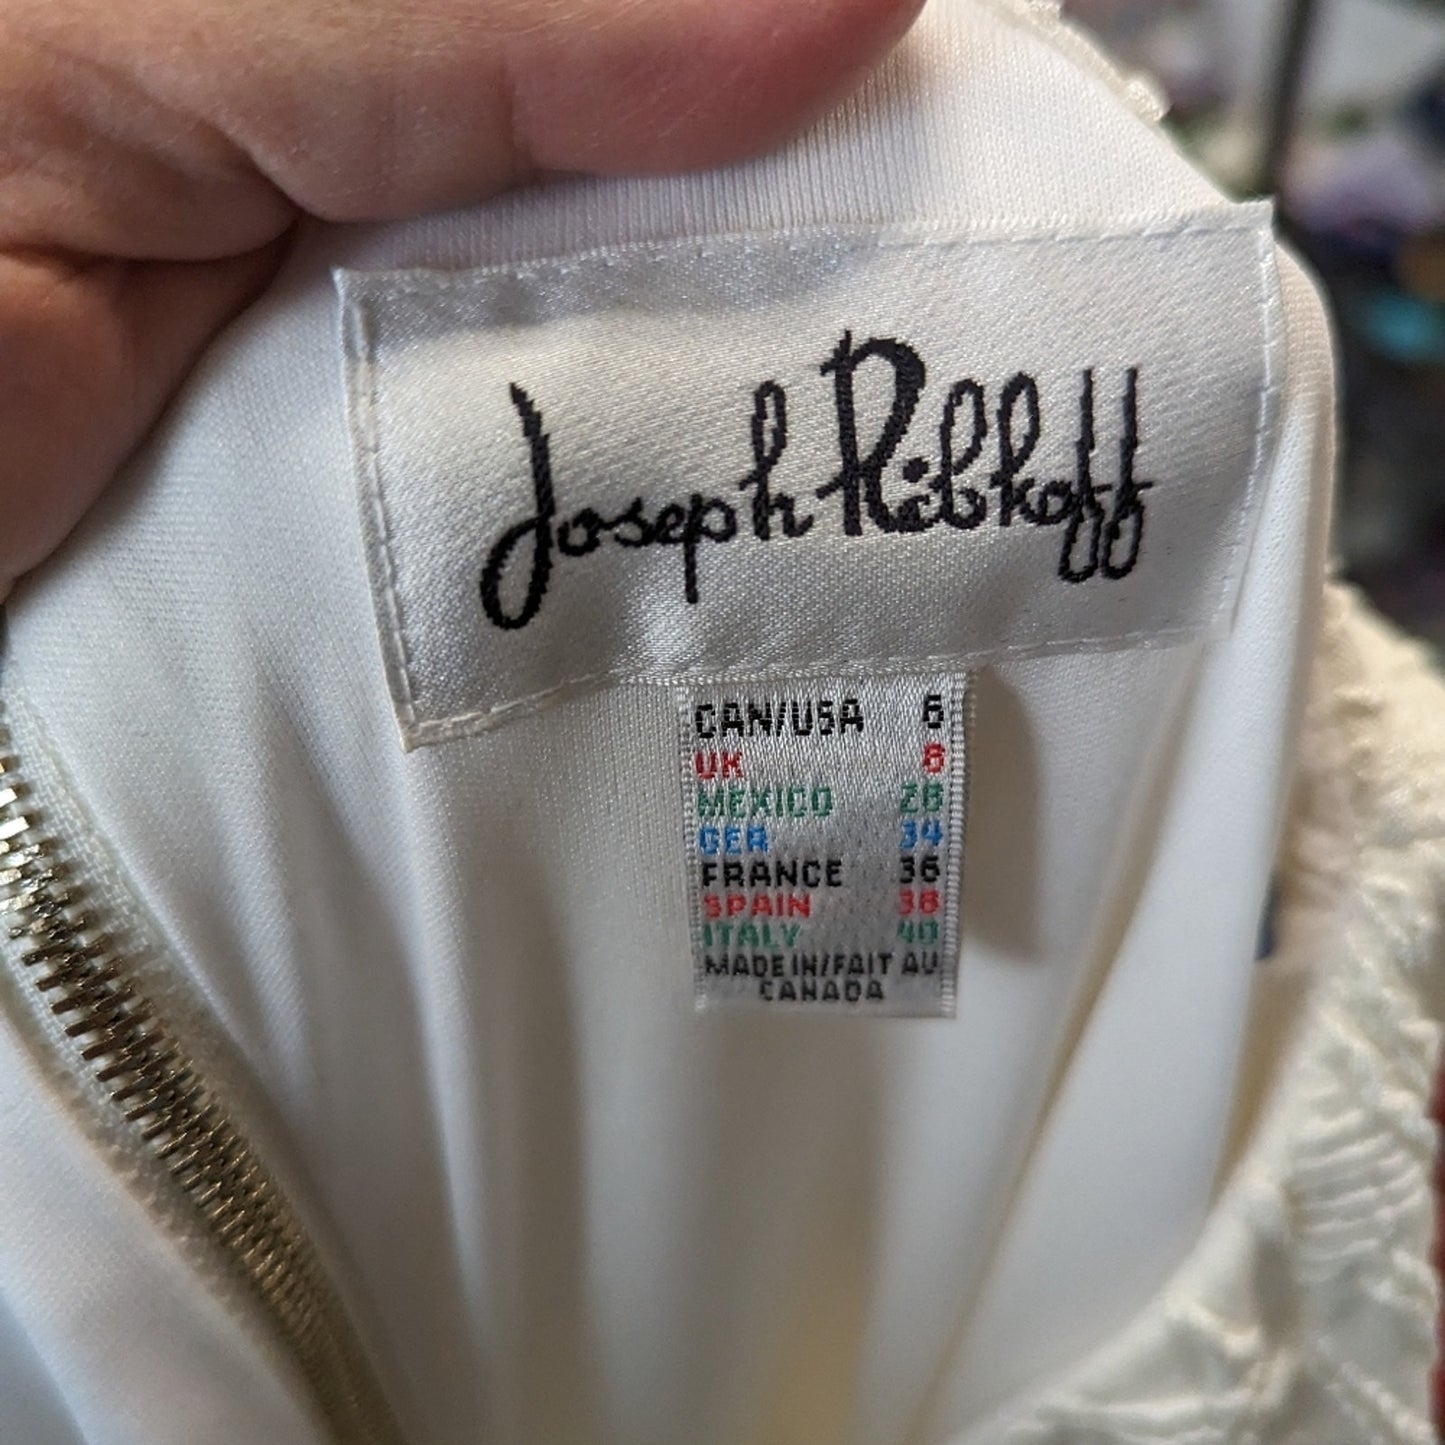 Joseph Ribkoff
CAN/USA 6
UK 8
MEXICO 26
GER 34
FRANCE 36
SPAIN 38
ITALY 40
MADE IN/FAIT AU
CANADA